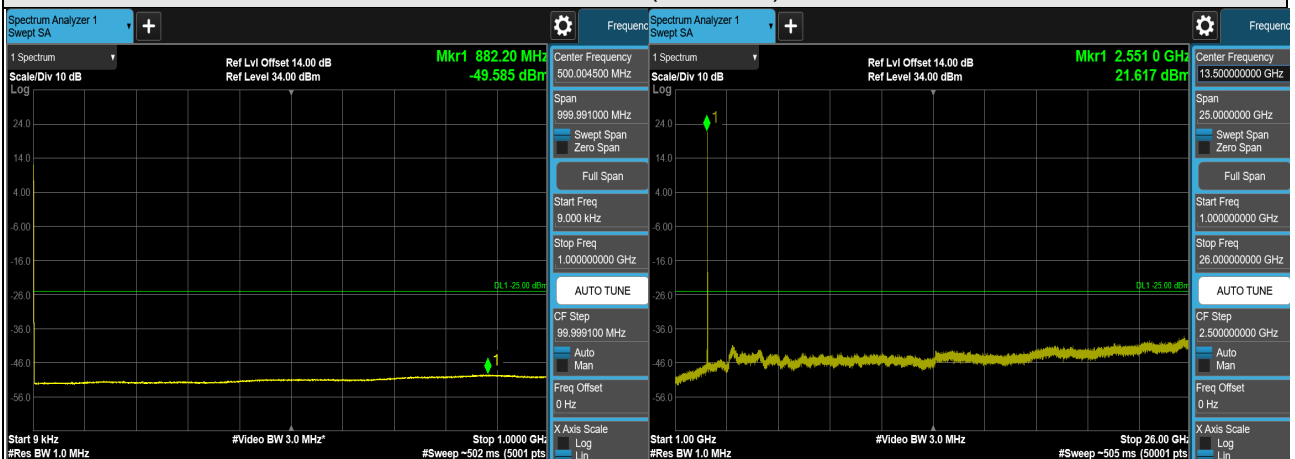 Spectrum Analyzer 1
Swept SA
+
Frequenc
1 Spectrum
Scale/Div 10 dB
Log
Ref Lvl Offset 14.00 dB
Ref Level 34.00 dBm
Mkr1 882.20 MHz
-49.585 dBm
24.0
14.0
4.00
-6.00
-16.0
-26.0
-36.0
-46.0
-56.0
1
DL1 -25.00 dBm
Start 9 kHz
#Res BW 1.0 MHz
#Video BW 3.0 MHz*
Stop 1.0000 GHz
#Sweep ~502 ms (5001 pts
Center Frequency
500.004500 MHz
Span
999.991000 MHz
Swept Span
Zero Span
Full Span
Start Freq
9.000 kHz
Stop Freq
1.000000000 GHz
AUTO TUNE
CF Step
99.999100 MHz
Auto
Man
Freq Offset
0 Hz
X Axis Scale
Log
Lin
Spectrum Analyzer 1
Swept SA
+
Frequenc
1 Spectrum
Scale/Div 10 dB
Log
Ref Lvl Offset 14.00 dB
Ref Level 34.00 dBm
Mkr1 2.551 0 GHz
21.617 dBm
24.0
14.0
4.00
-6.00
-16.0
-26.0
-36.0
-46.0
-56.0
1
DL1 -25.00 dBm
Start 1.00 GHz
#Res BW 1.0 MHz
#Video BW 3.0 MHz
Stop 26.00 GHz
#Sweep ~505 ms (50001 pts
Center Frequency
13.500000000 GHz
Span
25.0000000 GHz
Swept Span
Zero Span
Full Span
Start Freq
1.000000000 GHz
Stop Freq
26.000000000 GHz
AUTO TUNE
CF Step
2.500000000 GHz
Auto
Man
Freq Offset
0 Hz
X Axis Scale
Log
Lin